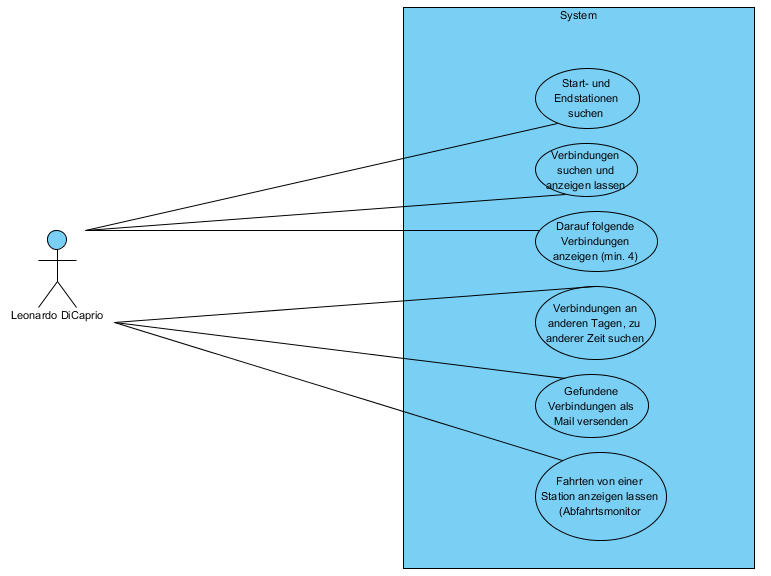 System
Start- und
Endstationen
suchen
Verbindungen
suchen und
anzeigen lassen
Darauf folgende
Verbindungen
anzeigen (min. 4)
Leonardo DiCaprio
Verbindungen an
anderen Tagen, zu
anderer Zeit suchen
Gefundene
Verbindungen als
Mail versenden
Fahrten von einer
Station anzeigen lassen
(Abfahrtsmonitor